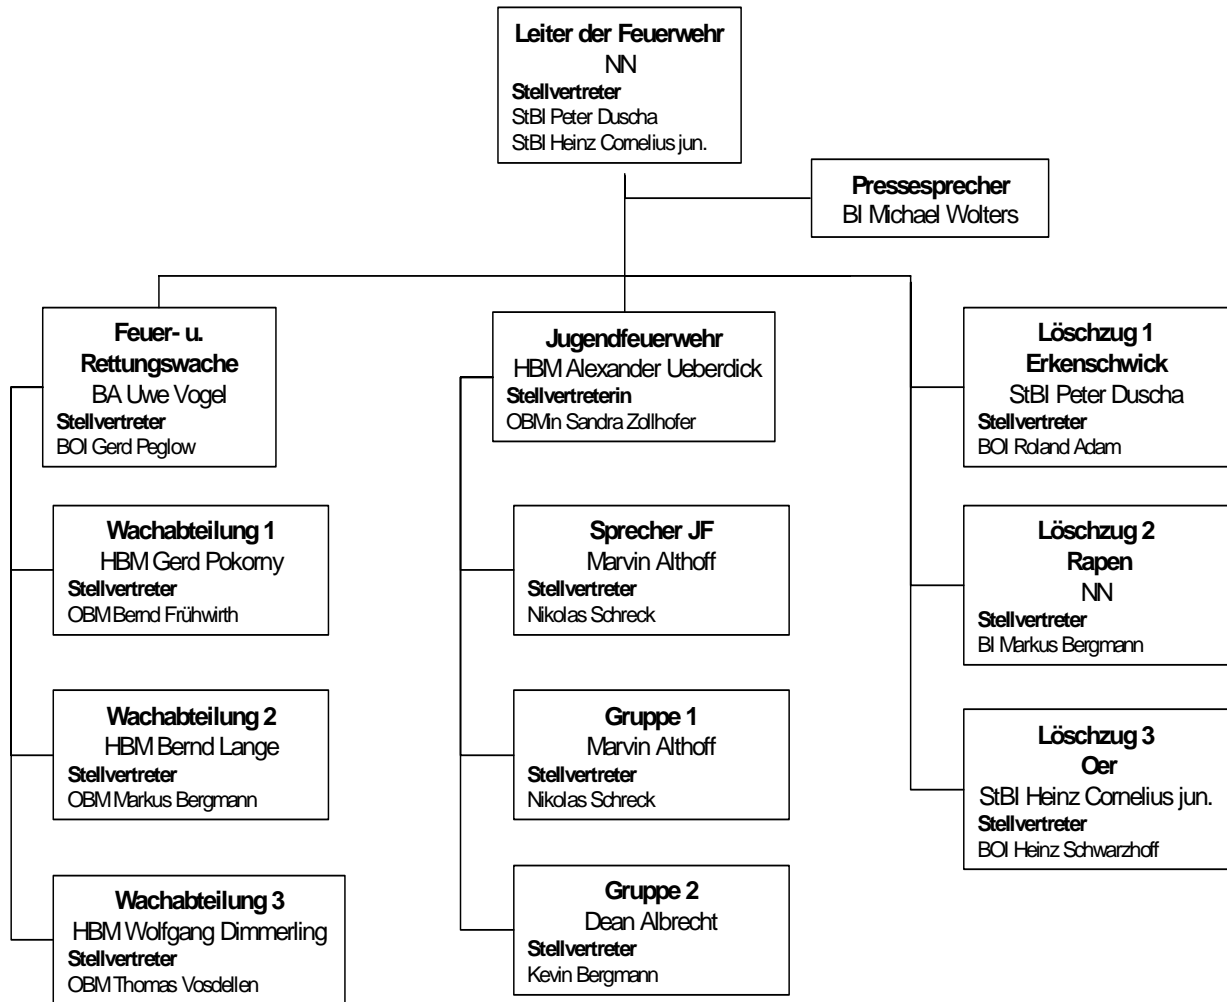 Leiter der Feuerwehr
NN
Stellvertreter
StBI Peter Duscha
StBI Heinz Cornelius jun.
Pressesprecher
BI Michael Wolters
Feuer- u.
Rettungswache
BA Uwe Vogel
Stellvertreter
BOI Gerd Peglow
Wachabteilung 1
HBM Gerd Pokorny
Stellvertreter
OBM Bernd Frühwirth
Wachabteilung 2
HBM Bernd Lange
Stellvertreter
OBM Markus Bergmann
Wachabteilung 3
HBM Wolfgang Dimmerling
Stellvertreter
OBM Thomas Vosdellen
Jugendfeuerwehr
HBM Alexander Ueberdick
Stellvertreterin
OBMin Sandra Zollhofer
Sprecher JF
Marvin Althoff
Stellvertreter
Nikolas Schreck
Gruppe 1
Marvin Althoff
Stellvertreter
Nikolas Schreck
Gruppe 2
Dean Albrecht
Stellvertreter
Kevin Bergmann
Löschzug 1
Erkenschwick
StBI Peter Duscha
Stellvertreter
BOI Roland Adam
Löschzug 2
Rapen
NN
Stellvertreter
BI Markus Bergmann
Löschzug 3
Oer
StBI Heinz Cornelius jun.
Stellvertreter
BOI Heinz Schwarzhoff